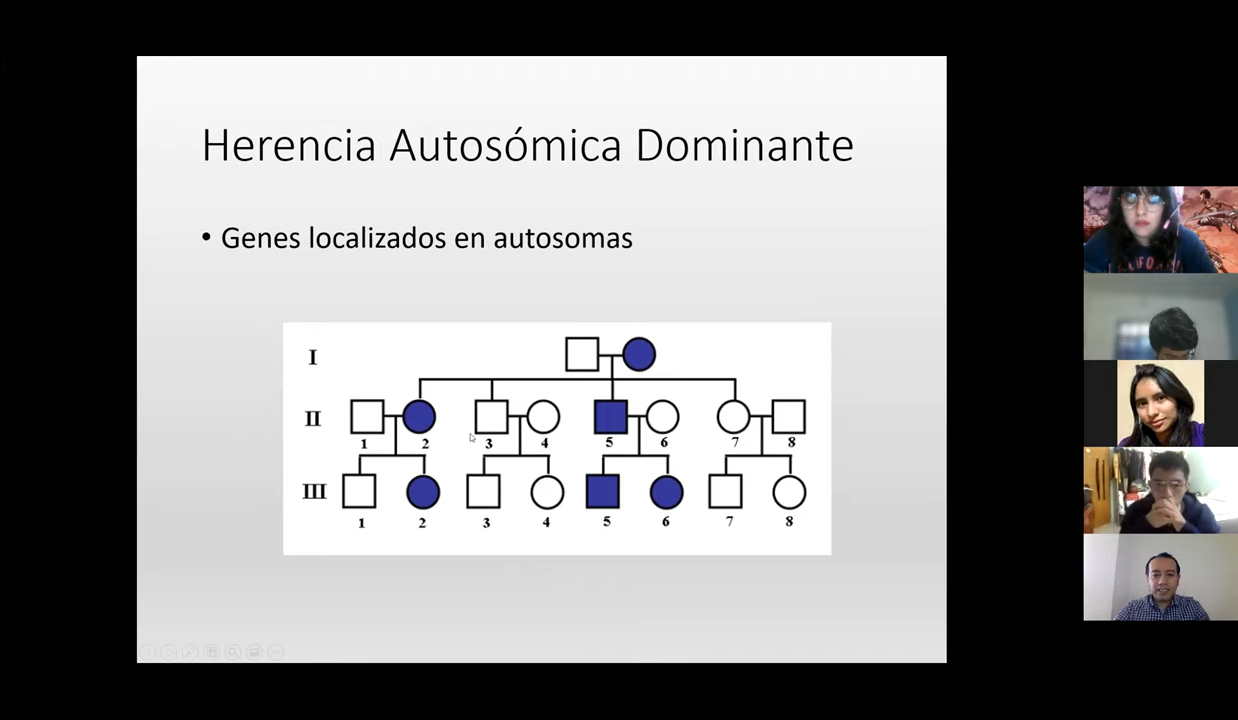 Herencia Autosómica Dominante
• Genes localizados en autosomas
I
II
1 2 3 4 5 6 7 8
III
1 2 3 4 5 6 7 8